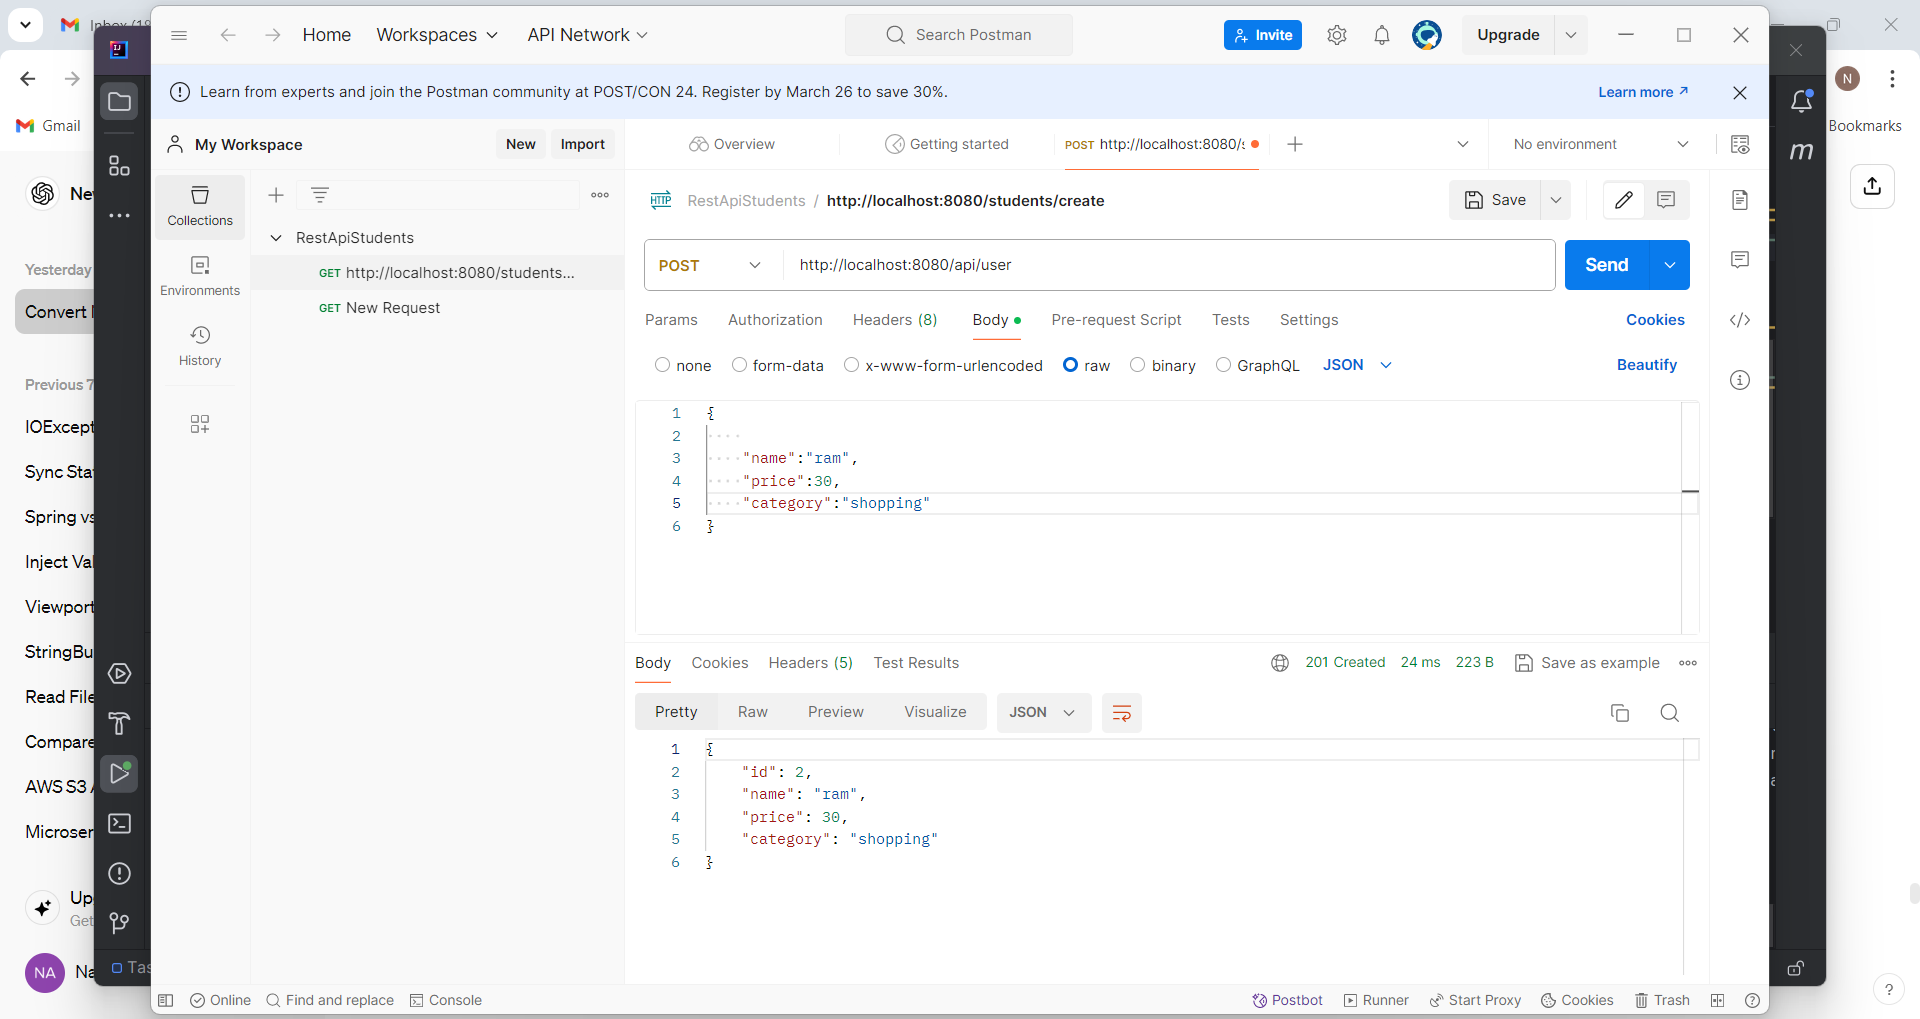 Home
Workspaces
API Network
Search Postman
Invite
Upgrade
Learn from experts and join the Postman community at POST/CON 24. Register by March 26 to save 30%.
Learn more
My Workspace
New
Import
Overview
Getting started
POST http://localhost:8080/s
No environment
Gmail
Bookmarks
N
m
Collections
Environments
History
RestApiStudents
GET http://localhost:8080/students...
GET New Request
HTTP RestApiStudents / http://localhost:8080/students/create
Save
POST
http://localhost:8080/api/user
Send
Params
Authorization
Headers (8)
Body
Pre-request Script
Tests
Settings
Cookies
none
form-data
x-www-form-urlencoded
raw
binary
GraphQL
JSON
Beautify
1 {
2
3 "name":"ram",
4 "price":30,
5 "category":"shopping"
6 }
Body
Cookies
Headers (5)
Test Results
201 Created
24 ms
223 B
Save as example
Pretty
Raw
Preview
Visualize
JSON
1 {
2 "id": 2,
3 "name": "ram",
4 "price": 30,
5 "category": "shopping"
6 }
Online
Find and replace
Console
Postbot
Runner
Start Proxy
Cookies
Trash
Yesterday
Convert
Previous 7
IOExcept
Sync Sta
Spring vs
Inject Val
Viewport
StringBu
Read File
Compare
AWS S3
Microser
Up
Get
NA
Na
Tas
IJ
?